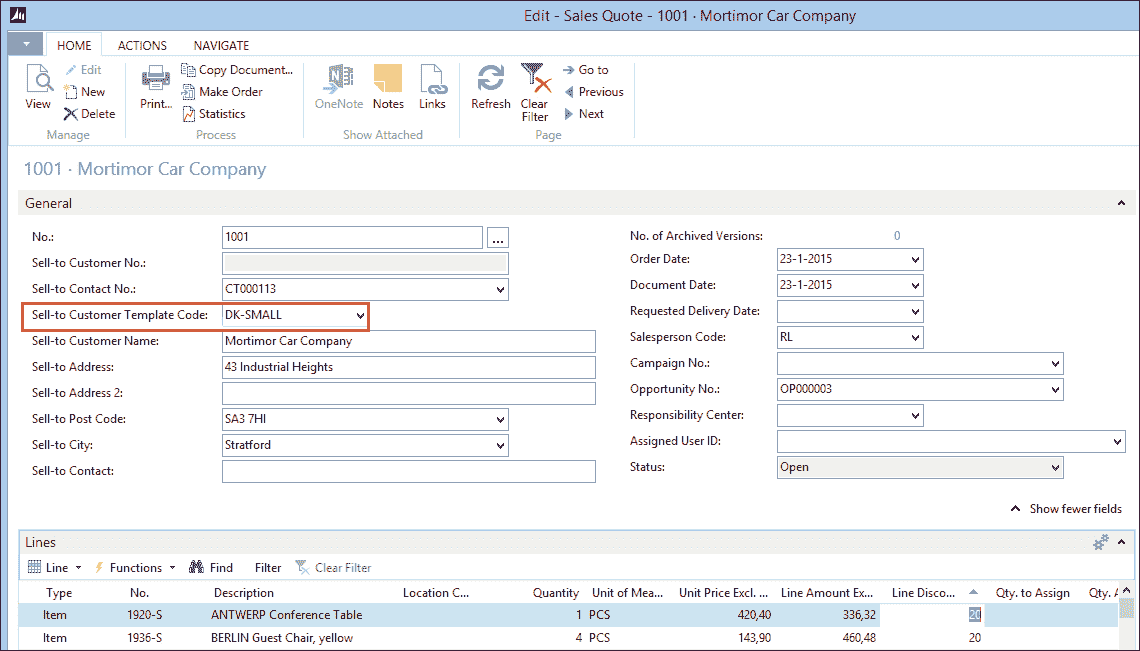 Edit - Sales Quote - 1001 · Mortimor Car Company
HOME ACTIONS NAVIGATE
View
Edit
New
Delete
Manage
Print...
Copy Document...
Make Order
Statistics
Process
OneNote
Notes
Links
Show Attached
Refresh
Clear Filter
Go to
Previous
Next
Page
1001 · Mortimor Car Company
General
No.: 1001 ...
Sell-to Customer No.:
Sell-to Contact No.: CT000113
Sell-to Customer Template Code: DK-SMALL
Sell-to Customer Name: Mortimor Car Company
Sell-to Address: 43 Industrial Heights
Sell-to Address 2:
Sell-to Post Code: SA3 7HI
Sell-to City: Stratford
Sell-to Contact:
No. of Archived Versions: 0
Order Date: 23-1-2015
Document Date: 23-1-2015
Requested Delivery Date:
Salesperson Code: RL
Campaign No.:
Opportunity No.: OP000003
Responsibility Center:
Assigned User ID:
Status: Open
Show fewer fields
Lines
Line Functions Find Filter Clear Filter
Type No. Description Location C... Quantity Unit of Mea... Unit Price Excl. ... Line Amount Ex... Line Disco... Qty. to Assign Qty.
Item 1920-S ANTWERP Conference Table 1 PCS 420,40 336,32 20
Item 1936-S BERLIN Guest Chair, yellow 4 PCS 143,90 460,48 20